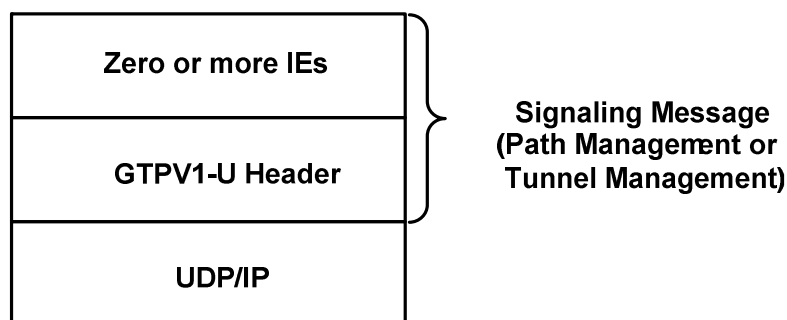 Zero or more IEs
GTPV1-U Header
UDP/IP
Signaling Message
(Path Management or
Tunnel Management)